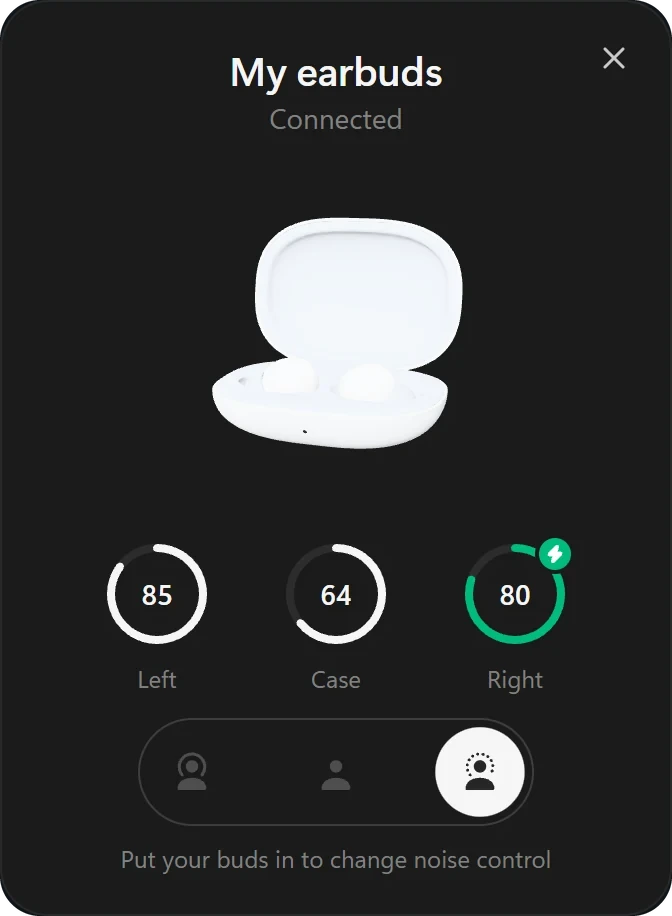 My earbuds
Connected
85
64
80
Left
Case
Right
Put your buds in to change noise control